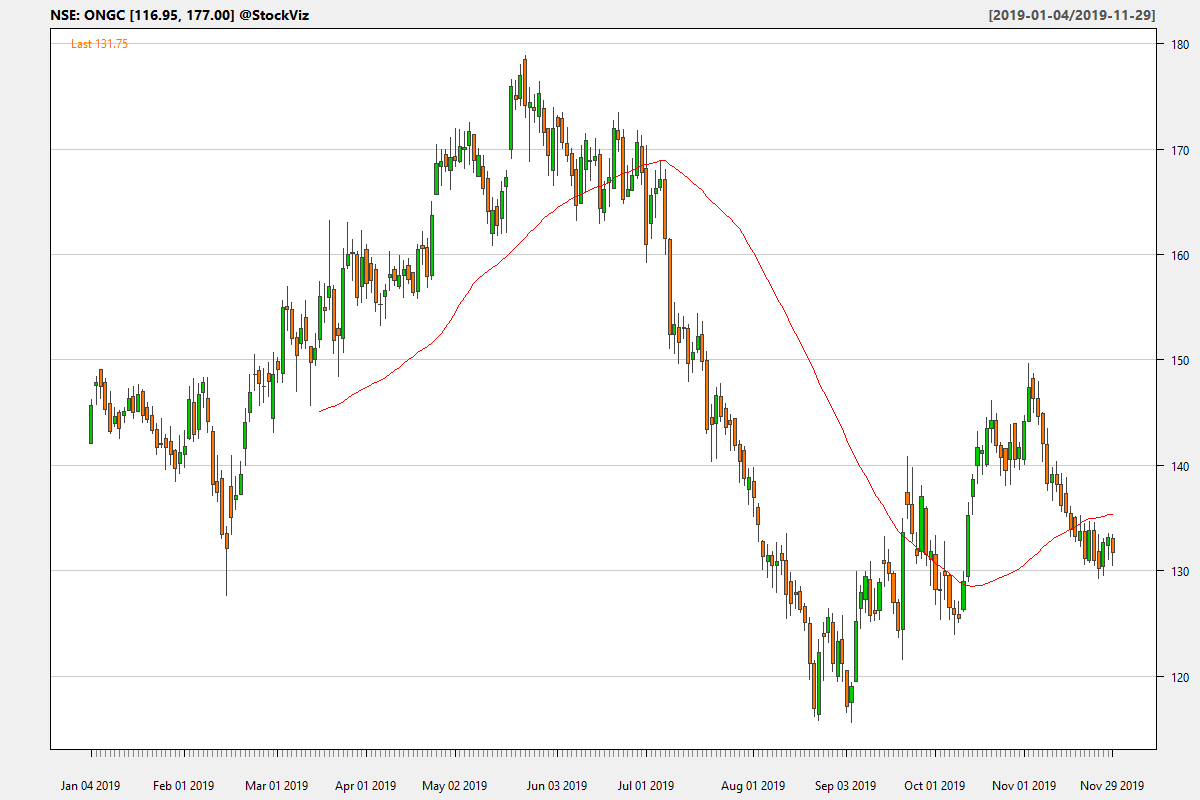 NSE: ONGC [116.95, 177.00] @StockViz [2019-01-04/2019-11-29]
Last 131.75
180
170
160
150
140
130
120
Jan 04 2019 Feb 01 2019 Mar 01 2019 Apr 01 2019 May 02 2019 Jun 03 2019 Jul 01 2019 Aug 01 2019 Sep 03 2019 Oct 01 2019 Nov 01 2019 Nov 29 2019